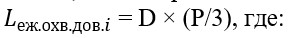 Lеж.охв.дов.i = D × (P/3), где: